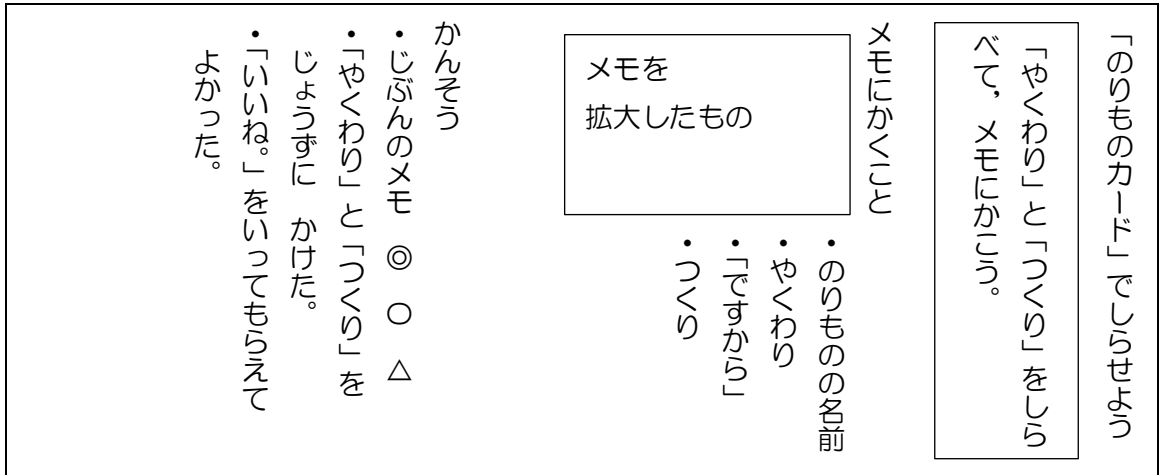 「のりものカード」でしらせよう
「やくわり」と「つくり」をしら
べて，メモにかこう。
メモにかくこと
メモを
拡大したもの
・のりものの名前
・やくわり
・「ですから」
・つくり
かんそう
・じぶんのメモ ◎ ○ △
・「やくわり」と「つくり」を
じょうずに かけた。
・「いいね。」をいってもらえて
よかった。